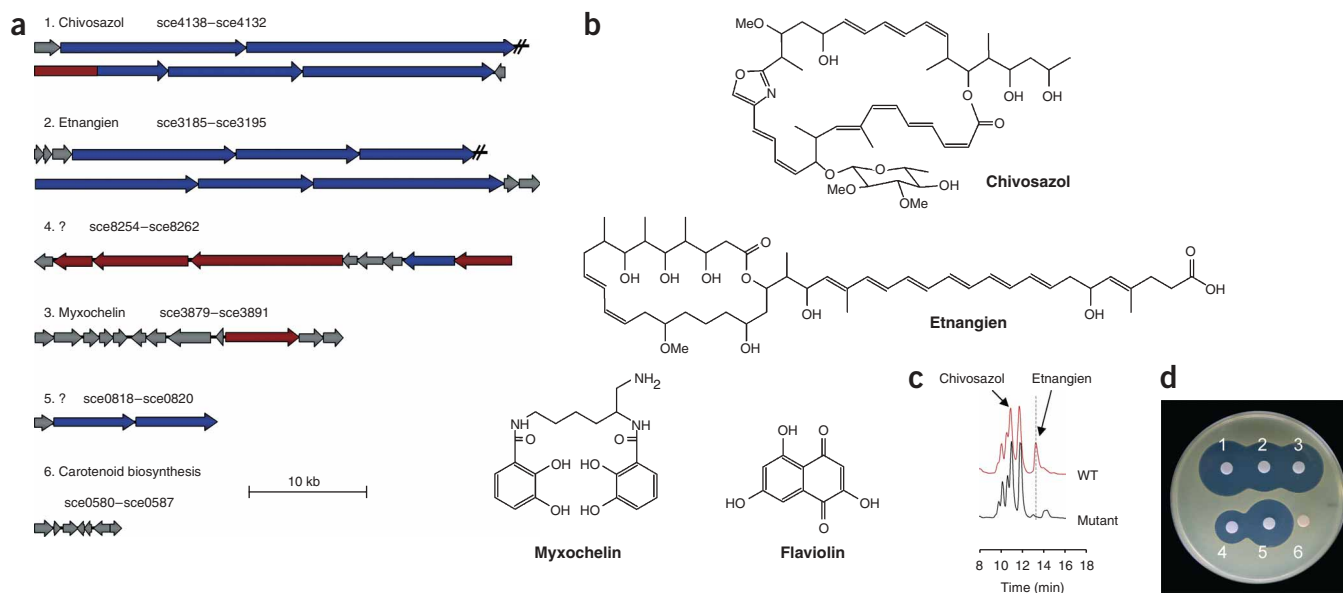 a
1. Chivosazol sce4138–sce4132
2. Etnangien sce3185–sce3195
4. ? sce8254–sce8262
3. Myxochelin sce3879–sce3891
5. ? sce0818–sce0820
6. Carotenoid biosynthesis
sce0580–sce0587
10 kb
b
MeO
OH
O
N
O
O
OH
OH
O
MeO
OMe
O
OH
Chivosazol
OH
OH
OH
O
O
OH
OMe
OH
OH
O
OH
Etnangien
NH2
NH
O
NH
O
OH
OH
HO
HO
Myxochelin
OH
O
HO
OH
O
Flaviolin
c
Chivosazol
Etnangien
WT
Mutant
8 10 12 14 16 18
Time (min)
d
1 2 3
4 5 6